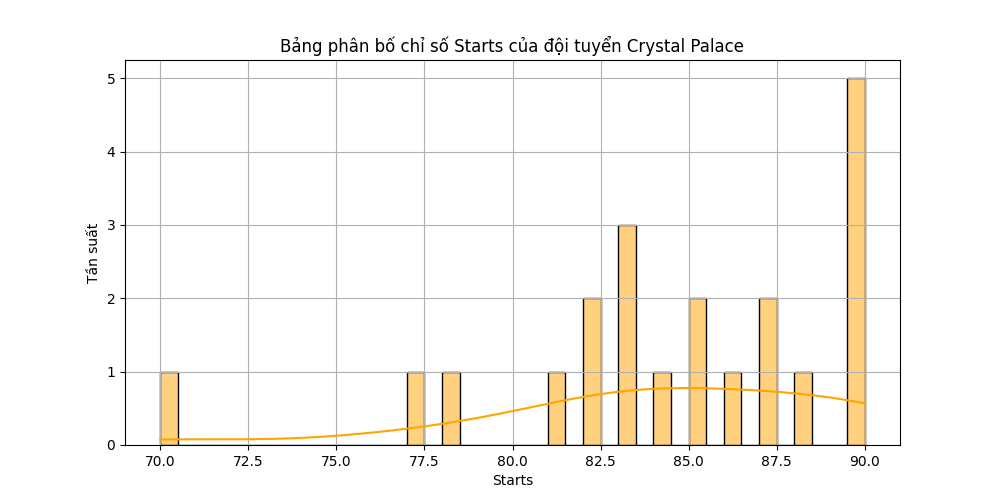 Bảng phân bố chỉ số Starts của đội tuyển Crystal Palace
Tần suất
5
4
3
2
1
0
70.0 72.5 75.0 77.5 80.0 82.5 85.0 87.5 90.0
Starts